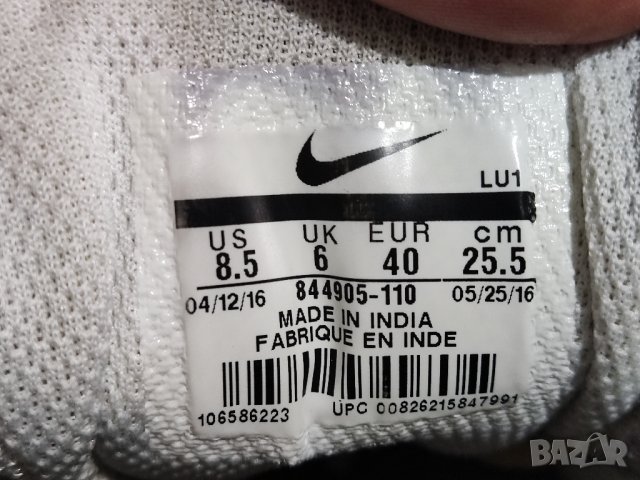 LU1
US UK EUR cm
8.5 6 40 25.5
04/12/16 844905-110 05/25/16
MADE IN INDIA
FABRIQUE EN INDE
106586223 UPC 00826215847991
BAZAR